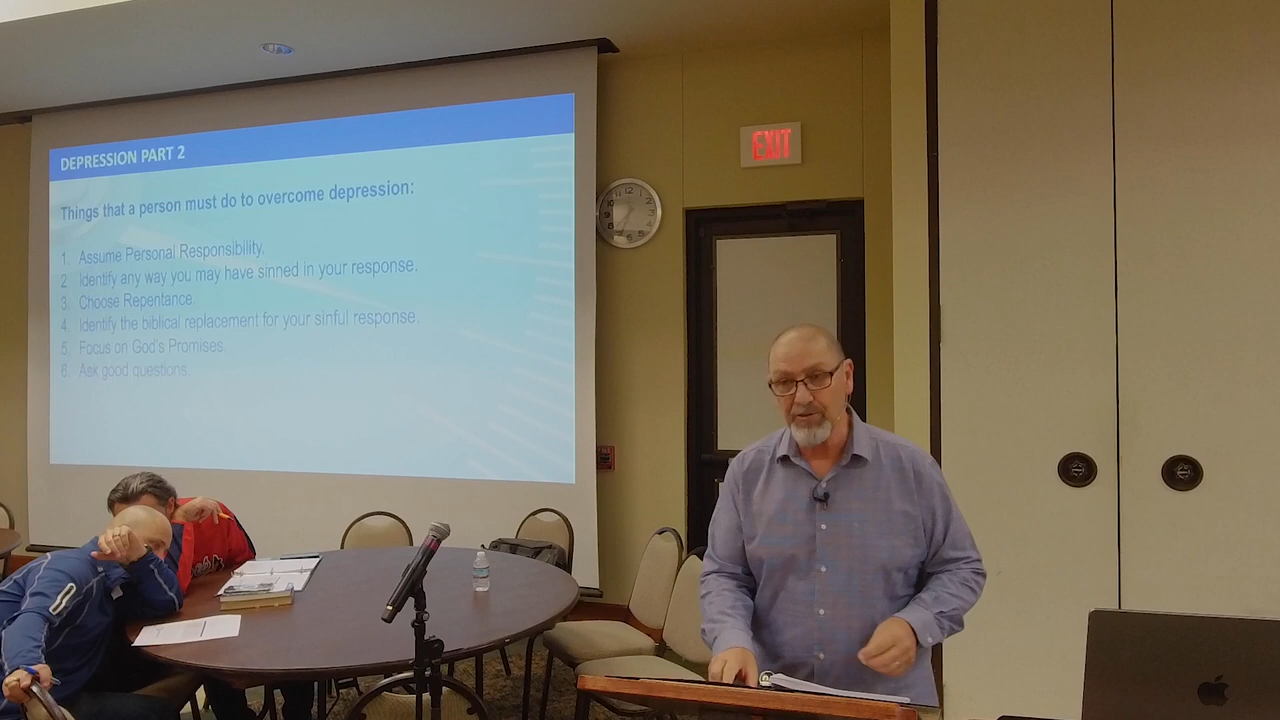 DEPRESSION PART 2
Things that a person must do to overcome depression:
1. Assume Personal Responsibility.
2 Identify any way you may have sinned in your response.
3. Choose Repentance.
4. Identify the biblical replacement for your sinful response.
5 Focus on God's Promises.
6. Ask good questions.
EXIT